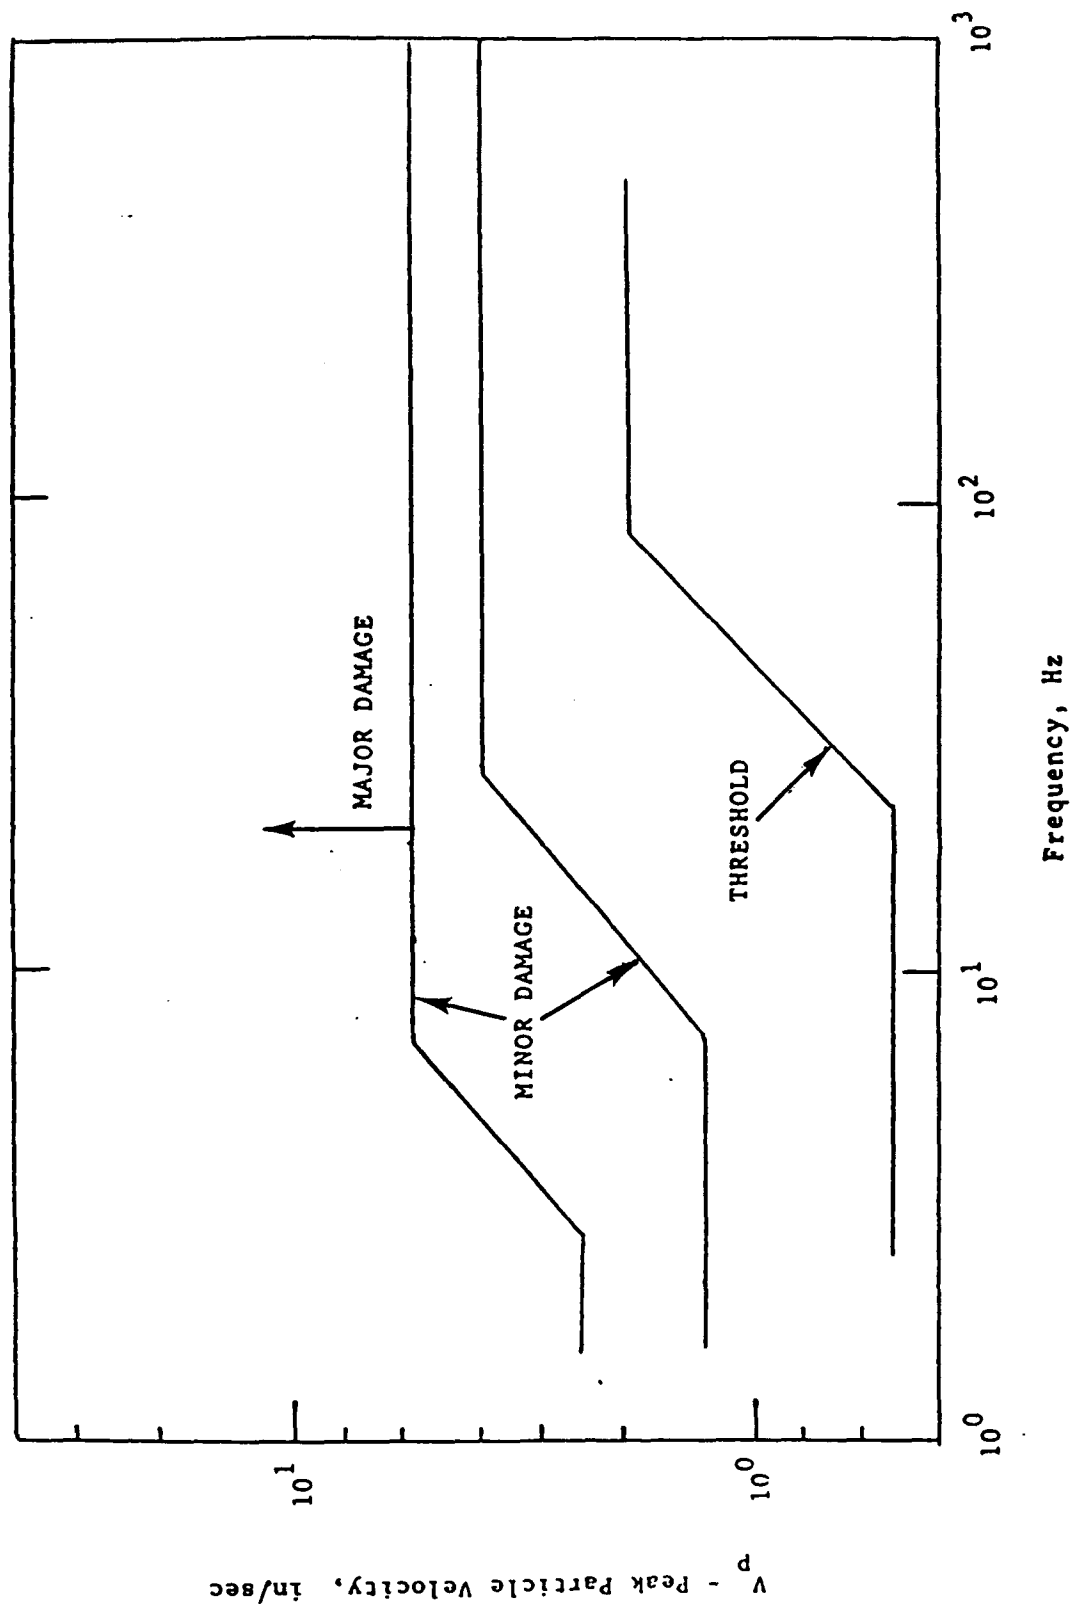 V_p - Peak Particle Velocity, in/sec
10^1
10^0
MAJOR DAMAGE
MINOR DAMAGE
THRESHOLD
10^0
10^1
10^2
10^3
Frequency, Hz